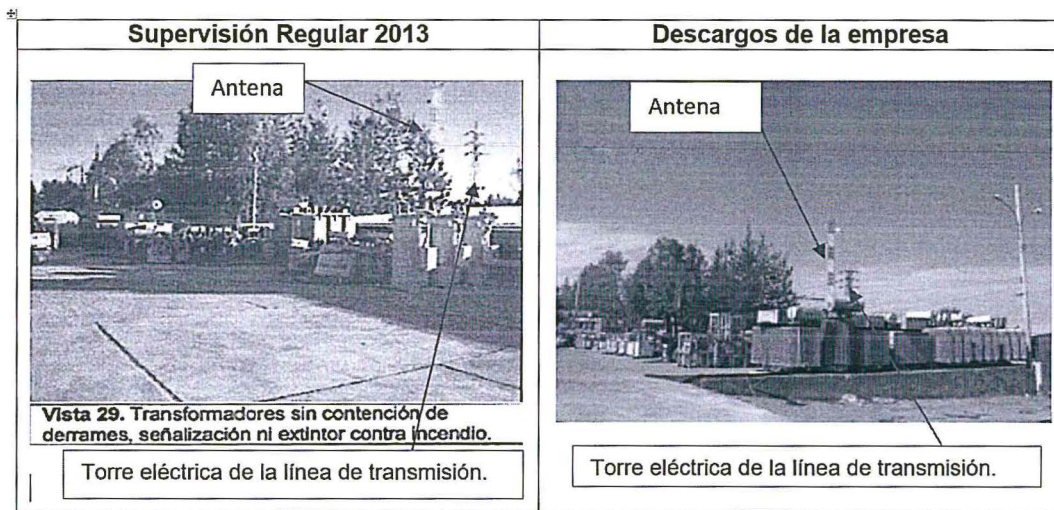 Supervisión Regular 2013
Descargos de la empresa
Antena
Antena
Vista 29. Transformadores sin contención de
derrames, señalización ni extintor contra incendio.
Torre eléctrica de la línea de transmisión.
Torre eléctrica de la línea de transmisión.